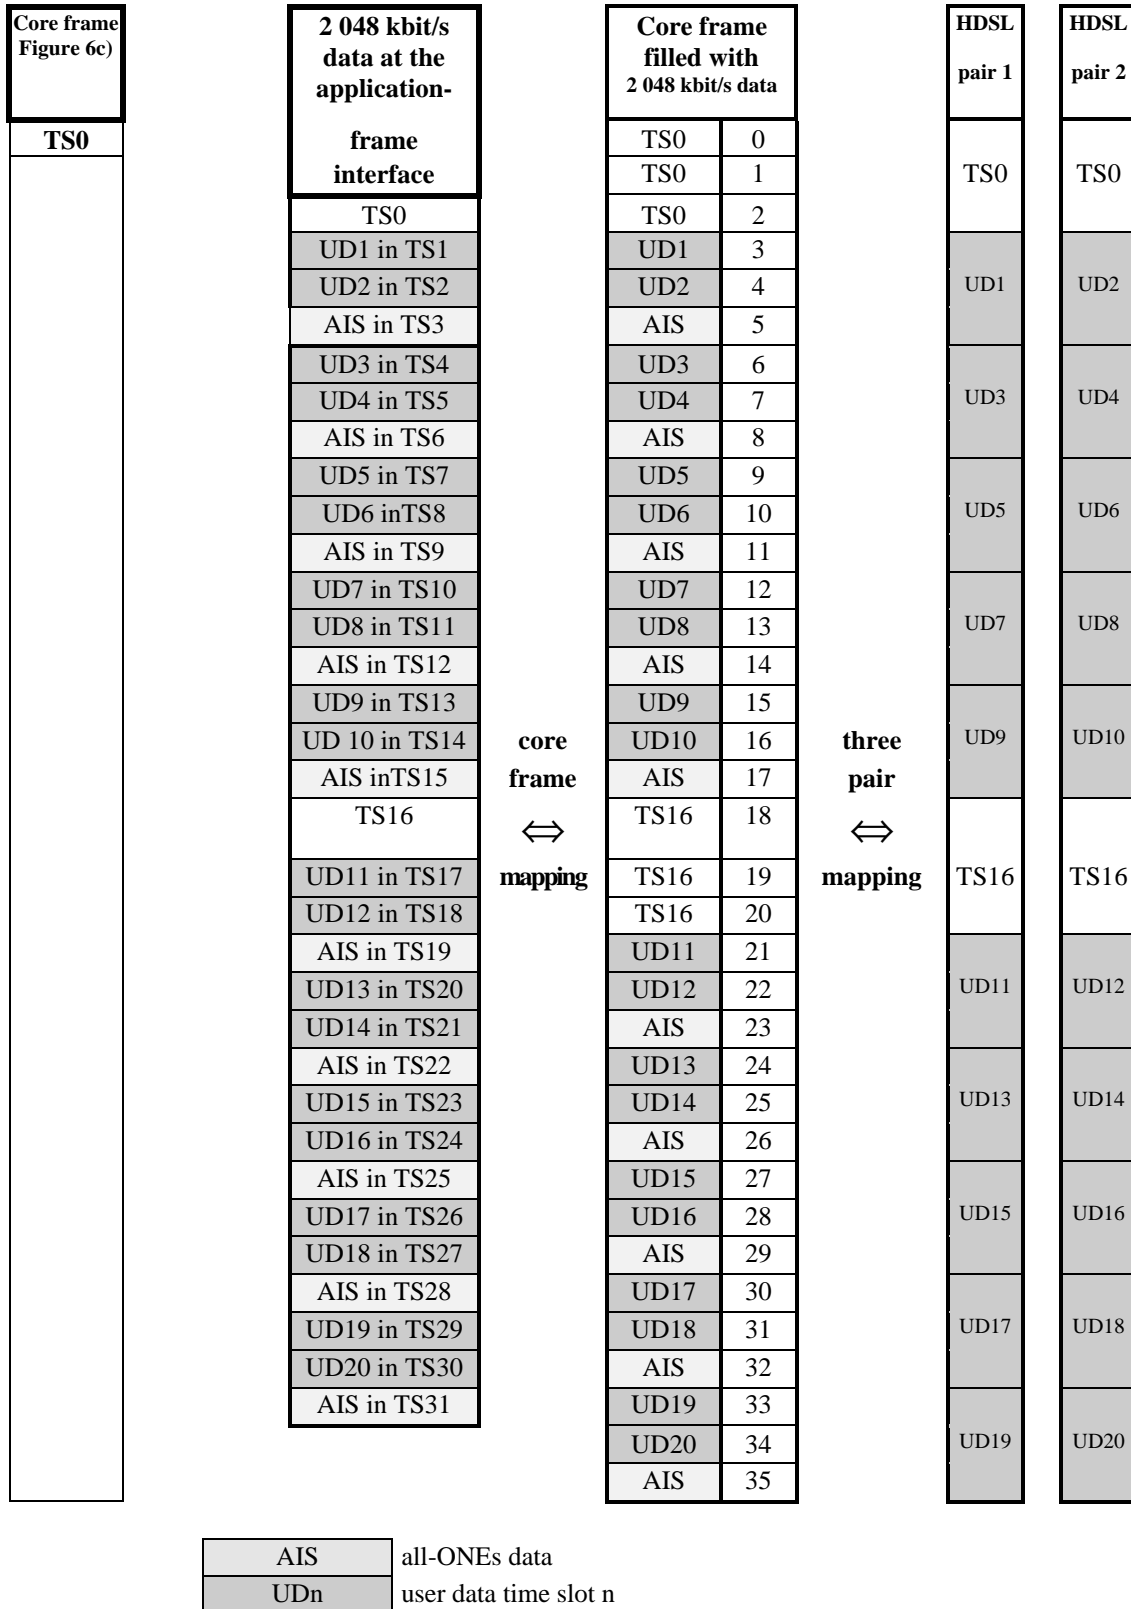 Core frame
Figure 6c)
2 048 kbit/s
data at the
application-
frame
interface
Core frame
filled with
2 048 kbit/s data
HDSL
pair 1
HDSL
pair 2
TS0
TS0 0
TS0 1
TS0 TS0
TS0 TS0 2
UD1 in TS1 UD1 3
UD2 in TS2 UD2 4 UD1 UD2
AIS in TS3 AIS 5
UD3 in TS4 UD3 6
UD4 in TS5 UD4 7 UD3 UD4
AIS in TS6 AIS 8
UD5 in TS7 UD5 9
UD6 inTS8 UD6 10 UD5 UD6
AIS in TS9 AIS 11
UD7 in TS10 UD7 12
UD8 in TS11 UD8 13 UD7 UD8
AIS in TS12 AIS 14
UD9 in TS13 UD9 15
UD 10 in TS14 core UD10 16 three UD9 UD10
AIS inTS15 frame AIS 17 pair
TS16 ⇔ TS16 18 ⇔
UD11 in TS17 mapping TS16 19 mapping TS16 TS16
UD12 in TS18 TS16 20
AIS in TS19 UD11 21
UD13 in TS20 UD12 22 UD11 UD12
UD14 in TS21 AIS 23
AIS in TS22 UD13 24
UD15 in TS23 UD14 25 UD13 UD14
UD16 in TS24 AIS 26
AIS in TS25 UD15 27
UD17 in TS26 UD16 28 UD15 UD16
UD18 in TS27 AIS 29
AIS in TS28 UD17 30
UD19 in TS29 UD18 31 UD17 UD18
UD20 in TS30 AIS 32
AIS in TS31 UD19 33
UD20 34 UD19 UD20
AIS 35
AIS all-ONEs data
UDn user data time slot n